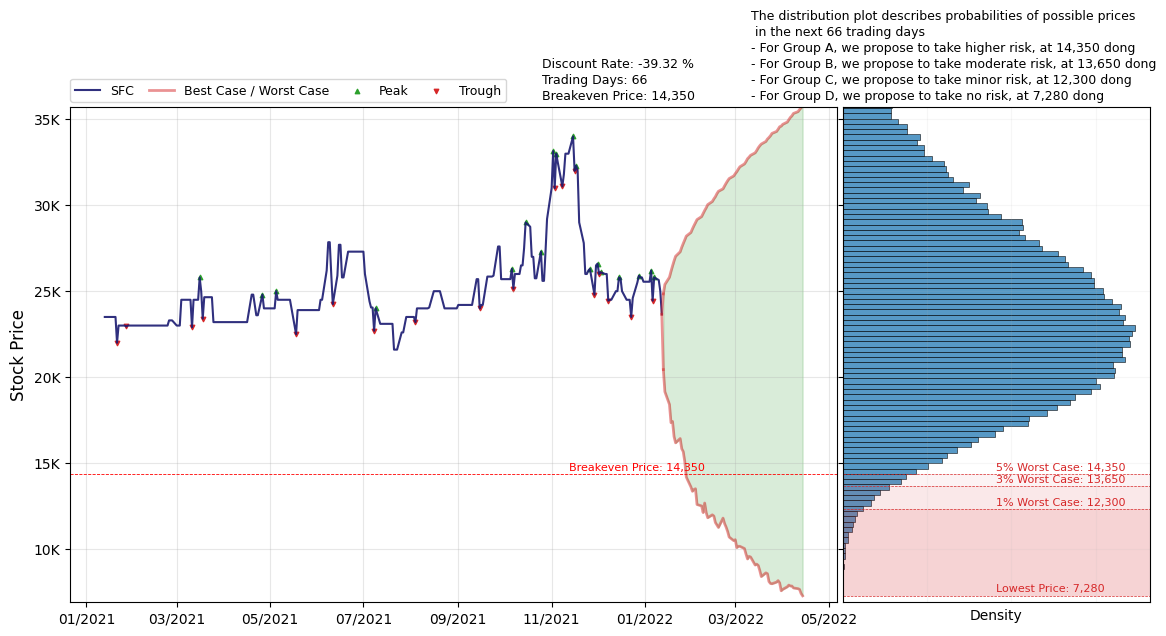 The distribution plot describes probabilities of possible prices
in the next 66 trading days
- For Group A, we propose to take higher risk, at 14,350 dong
- For Group B, we propose to take moderate risk, at 13,650 dong
- For Group C, we propose to take minor risk, at 12,300 dong
- For Group D, we propose to take no risk, at 7,280 dong
Discount Rate: -39.32 %
Trading Days: 66
Breakeven Price: 14,350
SFC
Best Case / Worst Case
Peak
Trough
Stock Price
35K
30K
25K
20K
15K
10K
Breakeven Price: 14,350
01/2021
03/2021
05/2021
07/2021
09/2021
11/2021
01/2022
03/2022
05/2022
5% Worst Case: 14,350
3% Worst Case: 13,650
1% Worst Case: 12,300
Lowest Price: 7,280
Density